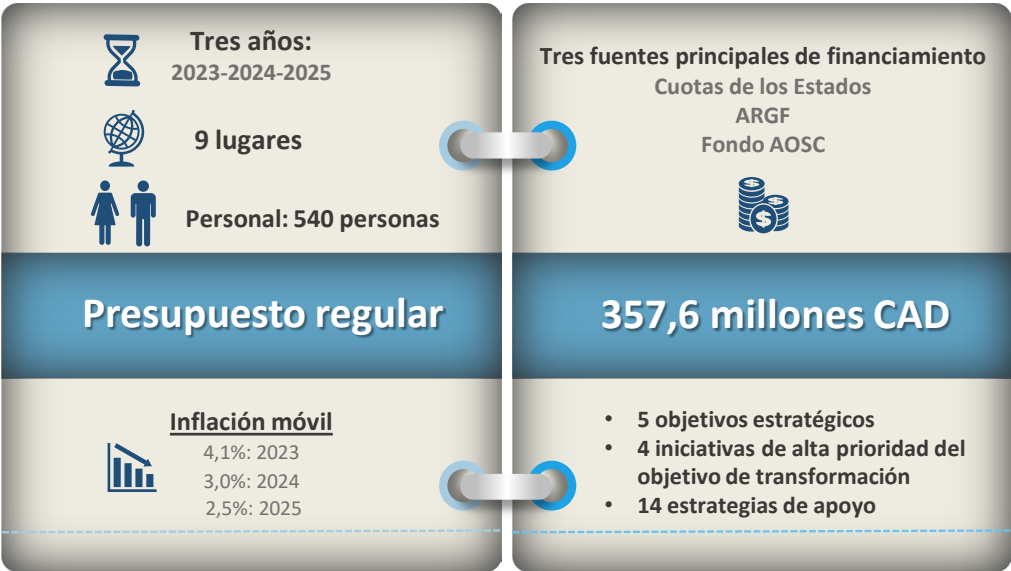 Tres años:
2023-2024-2025
9 lugares
Personal: 540 personas
Presupuesto regular
Inflación móvil
4,1%: 2023
3,0%: 2024
2,5%: 2025
Tres fuentes principales de financiamiento
Cuotas de los Estados
ARGF
Fondo AOSC
$
$
357,6 millones CAD
• 5 objetivos estratégicos
• 4 iniciativas de alta prioridad del
objetivo de transformación
• 14 estrategias de apoyo